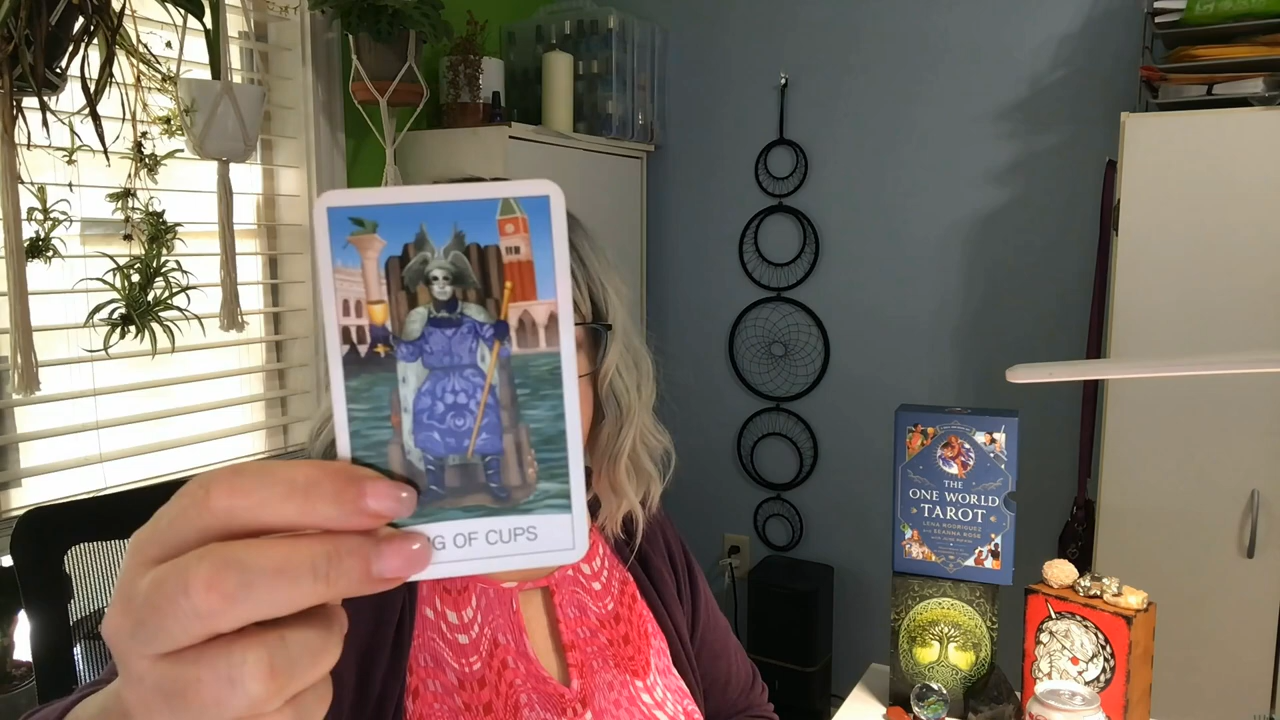 G OF CUPS
THE
ONE WORLD
TAROT
LENA RODRIGUEZ
SEANNA ROSE